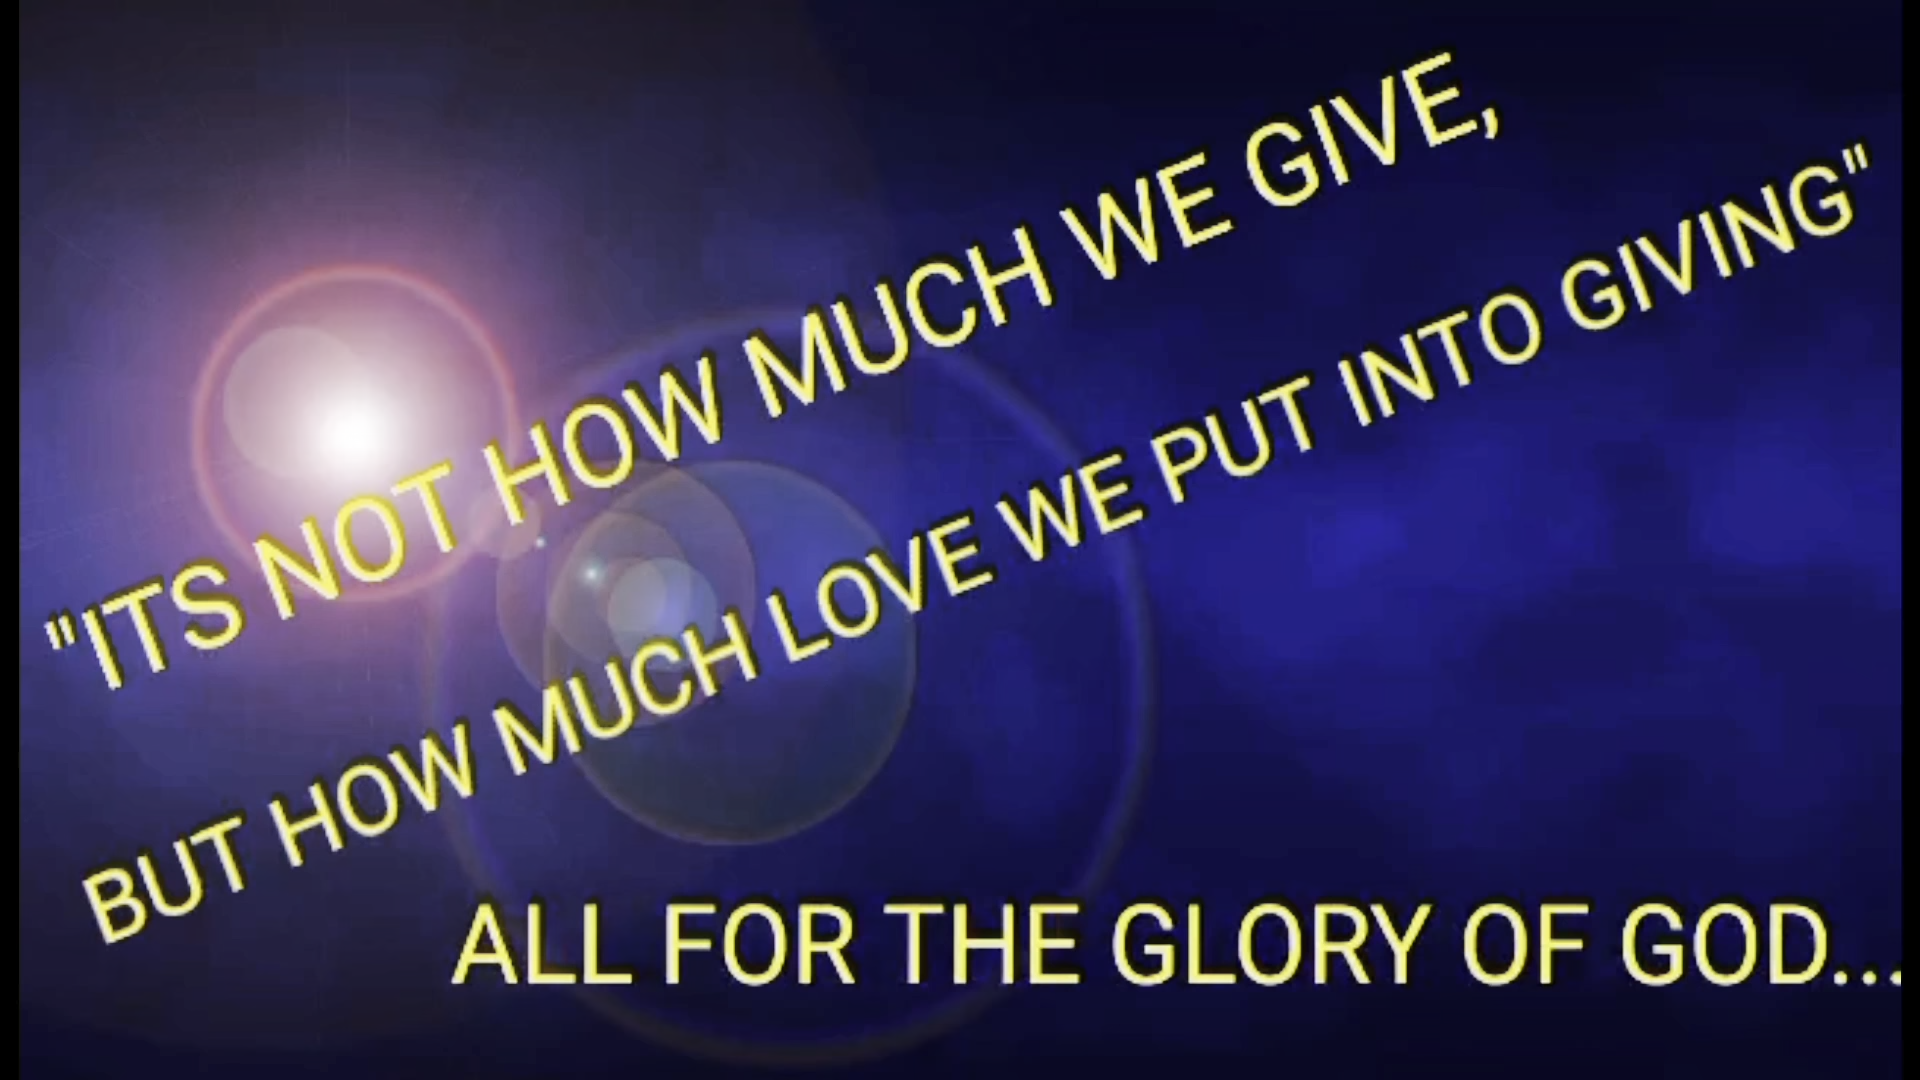 "ITS NOT HOW MUCH WE GIVE,
BUT HOW MUCH LOVE WE PUT INTO GIVING"
ALL FOR THE GLORY OF GOD...